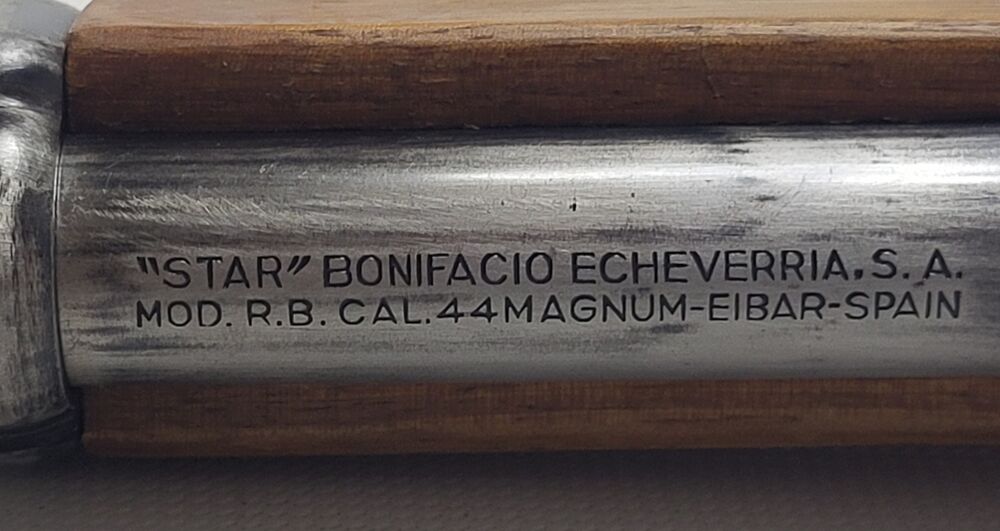 "STAR" BONIFACIO ECHEVERRIA, S. A.
MOD. R.B. CAL.44MAGNUM-EIBAR-SPAIN